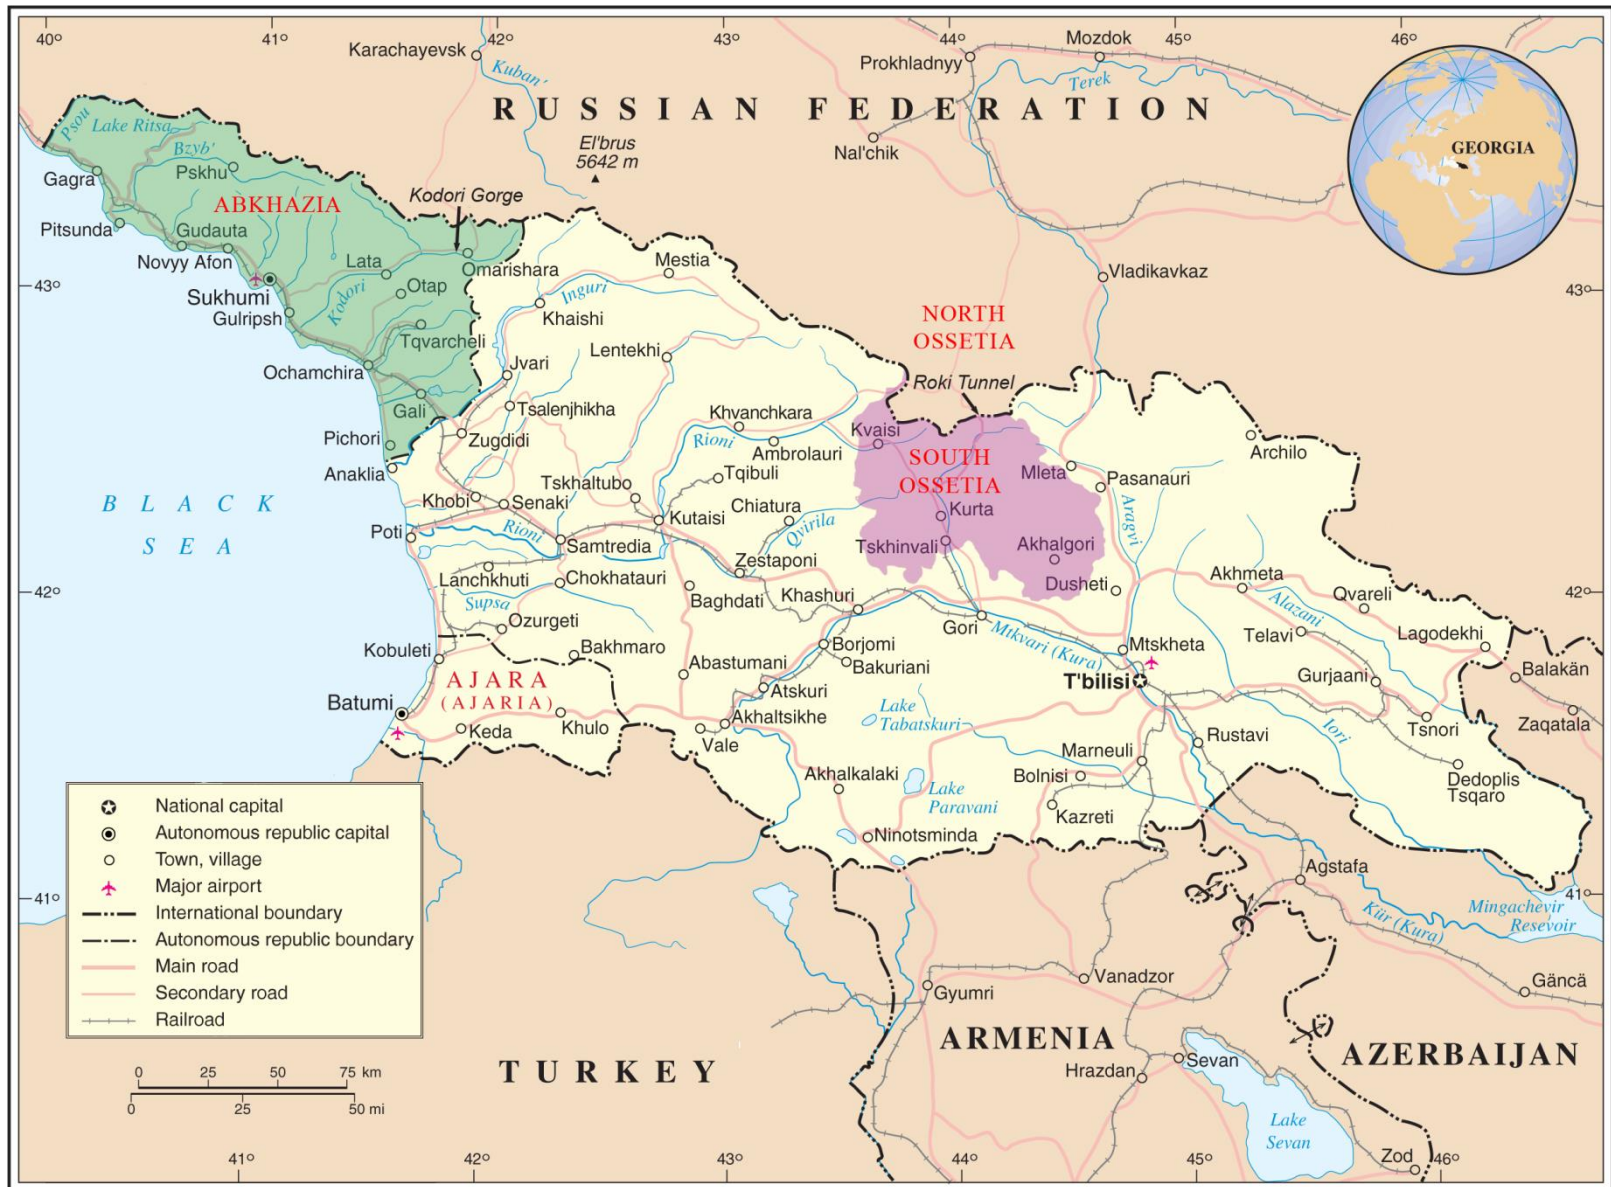 40°
41°
42°
43°
44°
45°
46°
Karachayevsk
Kuban'
Prokhladnyy
Mozdok
Terek
RUSSIAN FEDERATION
El'brus
5642 m
Nal'chik
GEORGIA
Psou
Lake Ritsa
Bzyb'
Pskhu
Gagra
ABKHAZIA
Kodori Gorge
Pitsunda
Gudauta
Novyy Afon
Lata
Omarishara
Mestia
Vladikavkaz
43°
43°
Sukhumi
Otap
Kodori
Inguri
Gulripsh
Khaishi
NORTH
OSSETIA
Tqvarcheli
Lentekhi
Ochamchira
Jvari
Roki Tunnel
Gali
Tsalenjhikha
Khvanchkara
Kvaisi
Pichori
Zugdidi
Rioni
Ambrolauri
SOUTH
OSSETIA
Archilo
Anaklia
Tqibuli
Mleta
Pasanauri
BLACK
SEA
Khobi
Senaki
Tskhaltubo
Chiatura
Kurta
Aragvi
Poti
Rioni
Kutaisi
Qvirila
Samtredia
Tskhinvali
Akhalgori
Zestaponi
Lanchkhuti
Chokhatauri
Dusheti
Akhmeta
42°
42°
Supsa
Baghdati
Khashuri
Alazani
Qvareli
Ozurgeti
Gori
Mtkvari (Kura)
Telavi
Lagodekhi
Kobuleti
Bakhmaro
Borjomi
Mtskheta
Bakuriani
Balakän
Abastumani
AJARA
(AJARIA)
T'bilisi
Gurjaani
Atskuri
Batumi
Lake
Tabatskuri
Zaqatala
Akhaltsikhe
Keda
Khulo
Vale
Rustavi
Iori
Tsnori
Marneuli
Akhalkalaki
Bolnisi
Dedoplis
Tsqaro
Lake
Paravani
Kazreti
Ninotsminda
National capital
Autonomous republic capital
Town, village
Major airport
International boundary
Autonomous republic boundary
Main road
Secondary road
Railroad
Agstafa
41°
41°
Kür (Kura)
Mingachevir
Resevoir
Vanadzor
Gäncä
Gyumri
ARMENIA
AZERBAIJAN
TURKEY
Sevan
Hrazdan
0 25 50 75 km
0 25 50 mi
Lake
Sevan
Zod
41°
42°
43°
44°
45°
46°